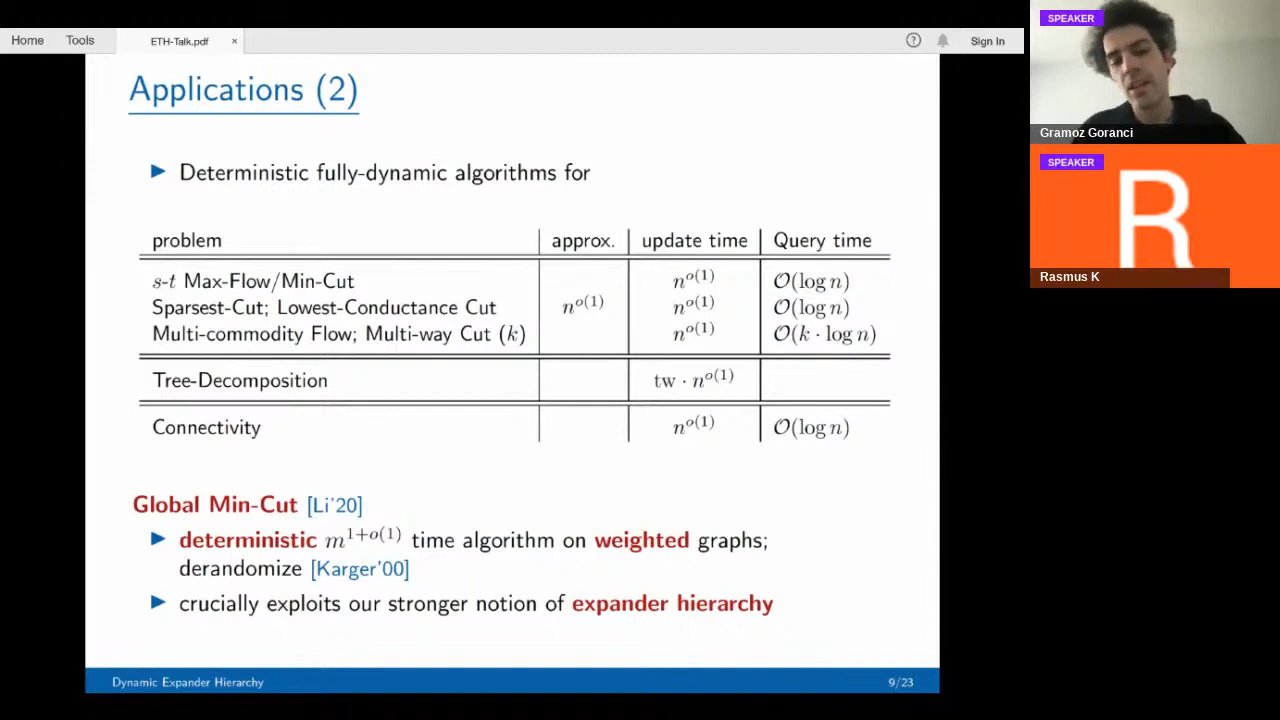 Home Tools ETH-Talk.pdf × ? Sign In
Applications (2)
▶ Deterministic fully-dynamic algorithms for
problem approx. update time Query time
s-t Max-Flow/Min-Cut n^{o(1)} O(log n)
Sparsest-Cut; Lowest-Conductance Cut n^{o(1)} n^{o(1)} O(log n)
Multi-commodity Flow; Multi-way Cut (k) n^{o(1)} O(k · log n)
Tree-Decomposition tw · n^{o(1)}
Connectivity n^{o(1)} O(log n)
Global Min-Cut [Li'20]
▶ deterministic m^{1+o(1)} time algorithm on weighted graphs;
derandomize [Karger'00]
▶ crucially exploits our stronger notion of expander hierarchy
Dynamic Expander Hierarchy 9/23
SPEAKER
Gramoz Goranci
SPEAKER
R
Rasmus K